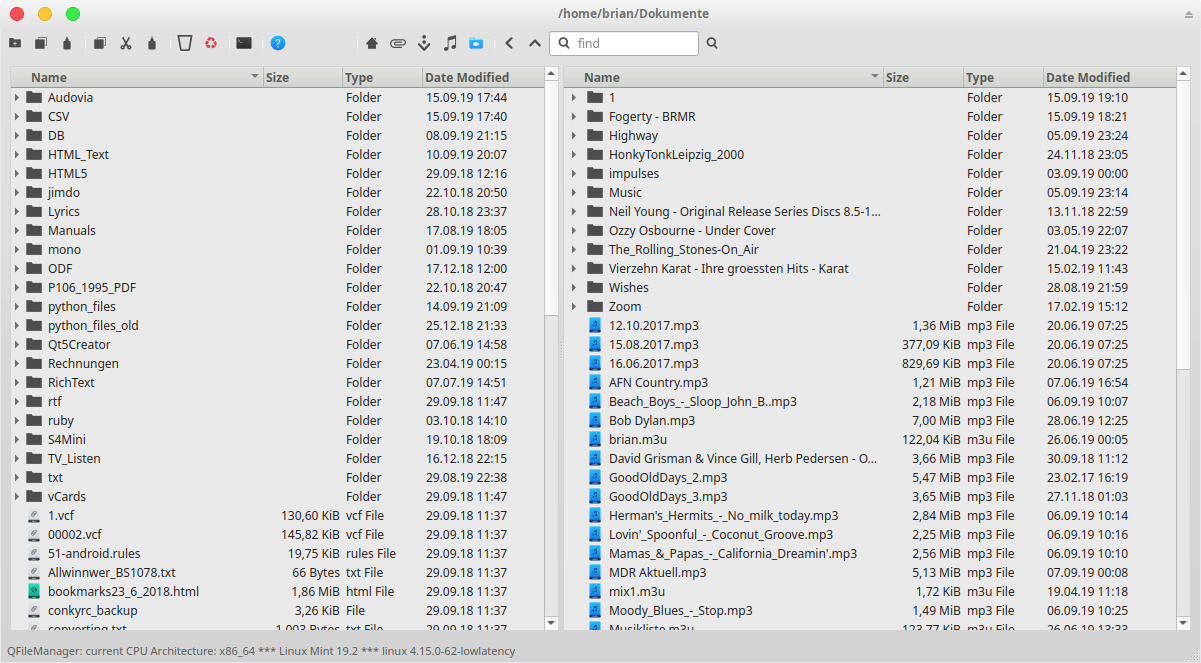 /home/brian/Dokumente
find
Name Size Type Date Modified
Audovia Folder 15.09.19 17:44
CSV Folder 15.09.19 17:40
DB Folder 08.09.19 21:15
HTML_Text Folder 10.09.19 20:07
HTML5 Folder 29.09.18 12:16
jimdo Folder 22.10.18 20:50
Lyrics Folder 28.10.18 23:37
Manuals Folder 17.08.19 18:05
mono Folder 01.09.19 10:39
ODF Folder 17.12.18 12:00
P106_1995_PDF Folder 22.10.18 20:47
python_files Folder 14.09.19 21:09
python_files_old Folder 25.12.18 21:33
Qt5Creator Folder 07.06.19 14:58
Rechnungen Folder 23.04.19 00:15
RichText Folder 07.07.19 14:51
rtf Folder 29.09.18 11:47
ruby Folder 03.10.18 14:10
S4Mini Folder 19.10.18 18:09
TV_Listen Folder 16.12.18 22:15
txt Folder 29.08.19 22:38
vCards Folder 29.09.18 11:47
1.vcf 130,60 KiB vcf File 29.09.18 11:37
00002.vcf 145,82 KiB vcf File 29.09.18 11:37
51-android.rules 19,75 KiB rules File 29.09.18 11:37
Allwinnwer_BS1078.txt 66 Bytes txt File 29.09.18 11:37
bookmarks23_6_2018.html 1,86 MiB html File 29.09.18 11:37
conkyrc_backup 3,26 KiB File 29.09.18 11:37
converting.txt 1.003 Bytes txt File 29.09.18 11:37
Name Size Type Date Modified
1 Folder 15.09.19 19:10
Fogerty - BRMR Folder 15.09.19 18:21
Highway Folder 05.09.19 23:24
HonkyTonkLeipzig_2000 Folder 24.11.18 23:05
impulses Folder 03.09.19 00:00
Music Folder 05.09.19 23:14
Neil Young - Original Release Series Discs 8.5-1... Folder 13.11.18 22:59
Ozzy Osbourne - Under Cover Folder 03.05.19 22:07
The_Rolling_Stones-On_Air Folder 21.04.19 23:22
Vierzehn Karat - Ihre groessten Hits - Karat Folder 15.02.19 11:43
Wishes Folder 28.08.19 21:59
Zoom Folder 17.02.19 15:12
12.10.2017.mp3 1,36 MiB mp3 File 20.06.19 07:25
15.08.2017.mp3 377,09 KiB mp3 File 20.06.19 07:25
16.06.2017.mp3 829,69 KiB mp3 File 20.06.19 07:25
AFN Country.mp3 1,21 MiB mp3 File 07.06.19 16:54
Beach_Boys_-_Sloop_John_B..mp3 2,18 MiB mp3 File 06.09.19 10:07
Bob Dylan.mp3 7,00 MiB mp3 File 28.06.19 12:25
brian.m3u 122,04 KiB m3u File 26.06.19 00:05
David Grisman & Vince Gill, Herb Pedersen - O... 3,66 MiB mp3 File 30.09.18 11:12
GoodOldDays_2.mp3 5,47 MiB mp3 File 23.02.17 16:19
GoodOldDays_3.mp3 3,65 MiB mp3 File 27.11.18 01:03
Herman's_Hermits_-_No_milk_today.mp3 2,84 MiB mp3 File 06.09.19 10:14
Lovin'_Spoonful_-_Coconut_Groove.mp3 2,25 MiB mp3 File 06.09.19 10:16
Mamas_&_Papas_-_California_Dreamin'.mp3 2,56 MiB mp3 File 06.09.19 10:10
MDR Aktuell.mp3 5,13 MiB mp3 File 07.09.19 00:08
mix1.m3u 1,72 KiB m3u File 19.04.19 11:18
Moody_Blues_-_Stop.mp3 1,49 MiB mp3 File 06.09.19 10:25
Musikliste.m3u 123,77 KiB m3u File 26.06.19 13:33
QFileManager: current CPU Architecture: x86_64 *** Linux Mint 19.2 *** linux 4.15.0-62-lowlatency